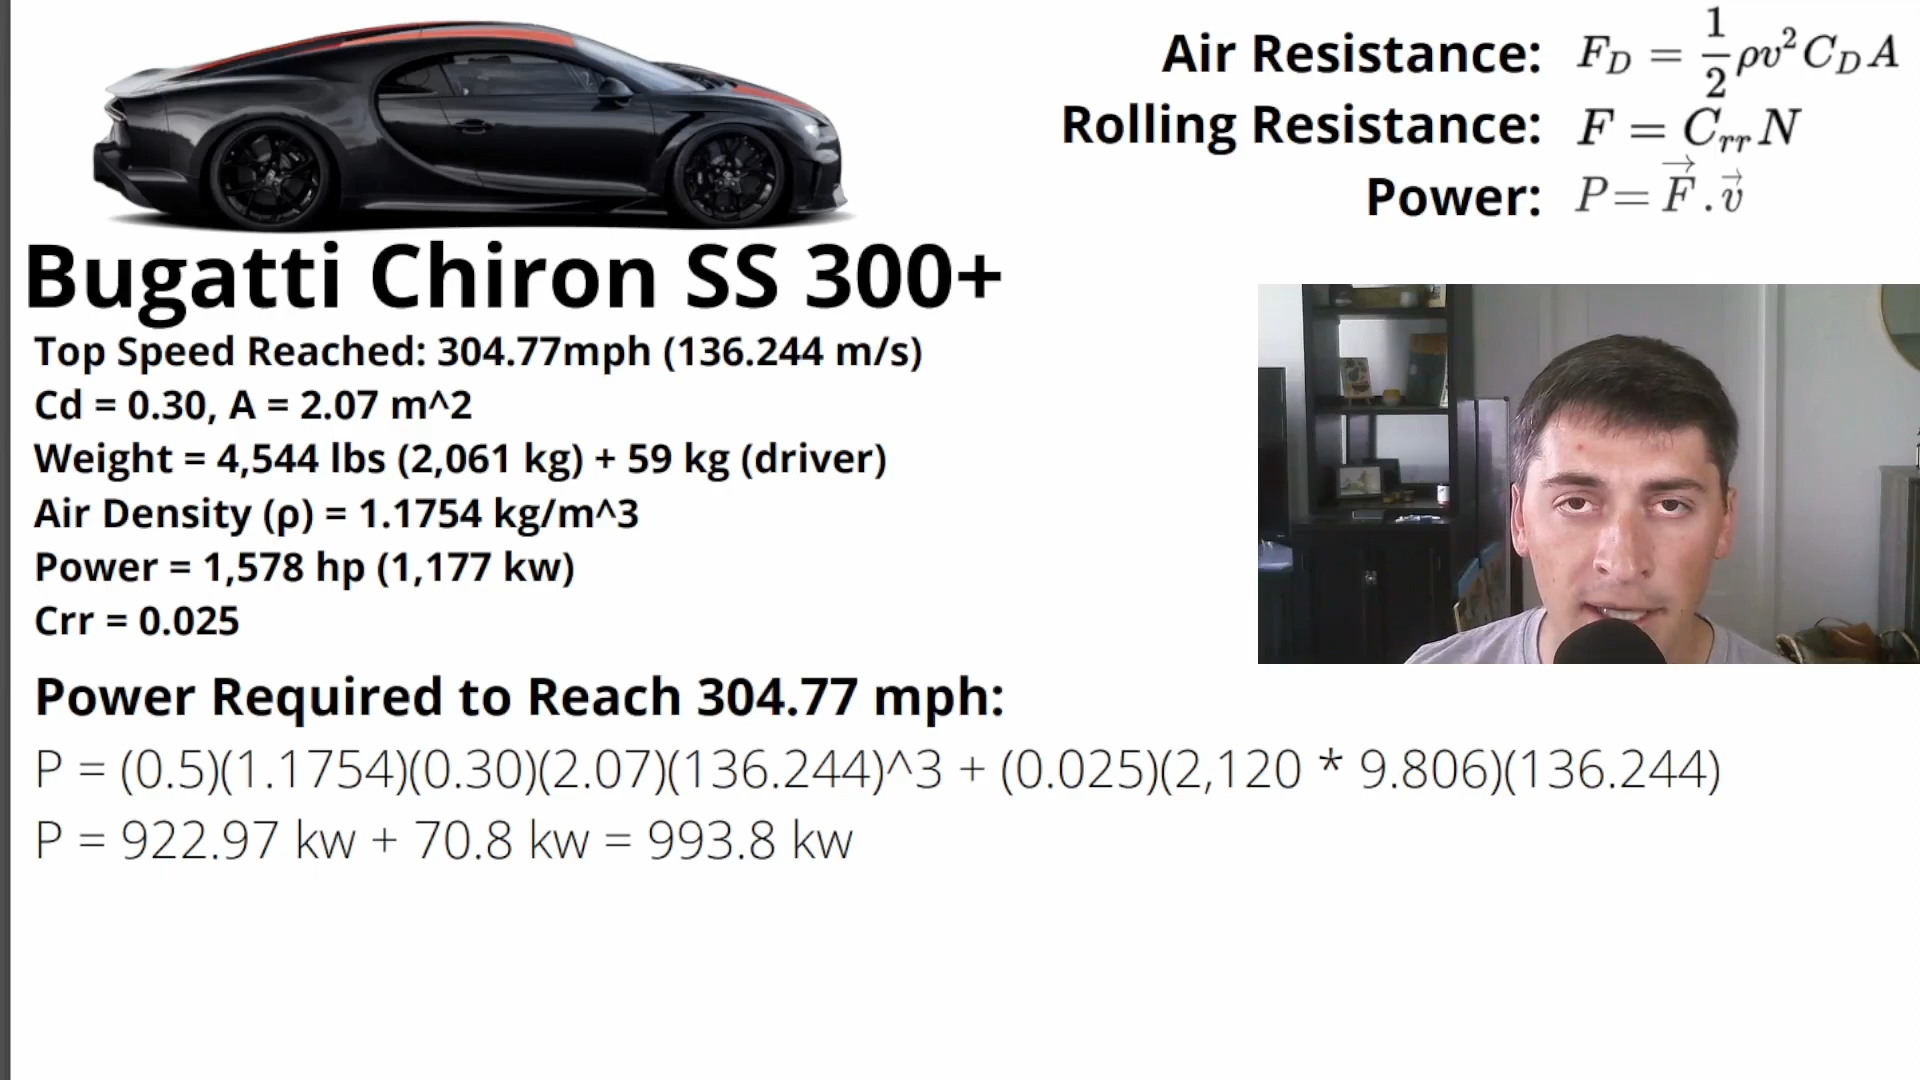 Air Resistance: F_D = 1/2 ρv² C_D A
Rolling Resistance: F = C_rr N
Power: P = F⃗ . v⃗
Bugatti Chiron SS 300+
Top Speed Reached: 304.77mph (136.244 m/s)
Cd = 0.30, A = 2.07 m^2
Weight = 4,544 lbs (2,061 kg) + 59 kg (driver)
Air Density (ρ) = 1.1754 kg/m^3
Power = 1,578 hp (1,177 kw)
Crr = 0.025
Power Required to Reach 304.77 mph:
P = (0.5)(1.1754)(0.30)(2.07)(136.244)^3 + (0.025)(2,120 * 9.806)(136.244)
P = 922.97 kw + 70.8 kw = 993.8 kw